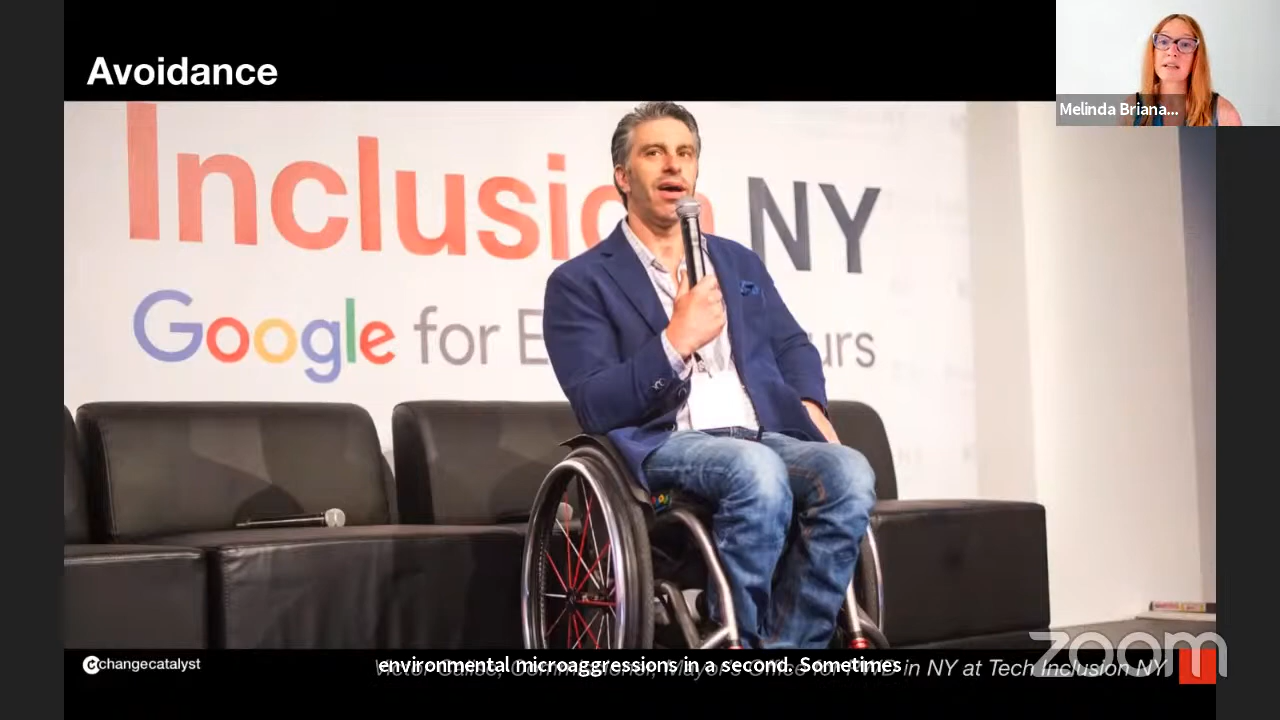 Avoidance
Melinda Briana...
Inclusion NY
Google for E urs
changecatalyst
environmental microaggressions in a second. Sometimes
in NY at Tech Inclusion NY
zoom